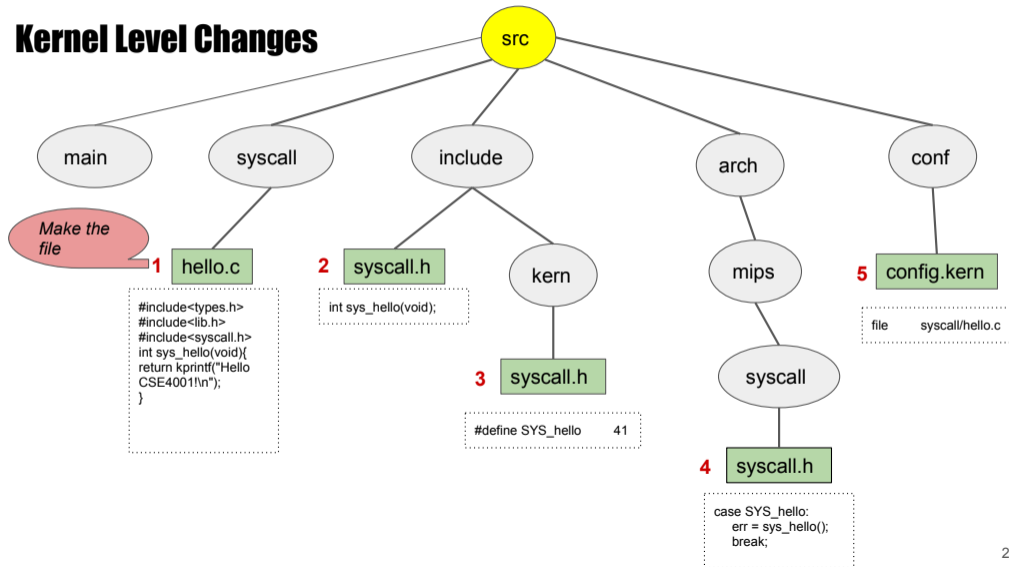 Kernel Level Changes
src
main
syscall
include
arch
conf
Make the
file
1
hello.c
#include<types.h>
#include<lib.h>
#include<syscall.h>
int sys_hello(void){
return kprintf("Hello
CSE4001!\n");
}
2
syscall.h
int sys_hello(void);
kern
3
syscall.h
#define SYS_hello 41
mips
syscall
4
syscall.h
case SYS_hello:
err = sys_hello();
break;
5
config.kern
file syscall/hello.c
2